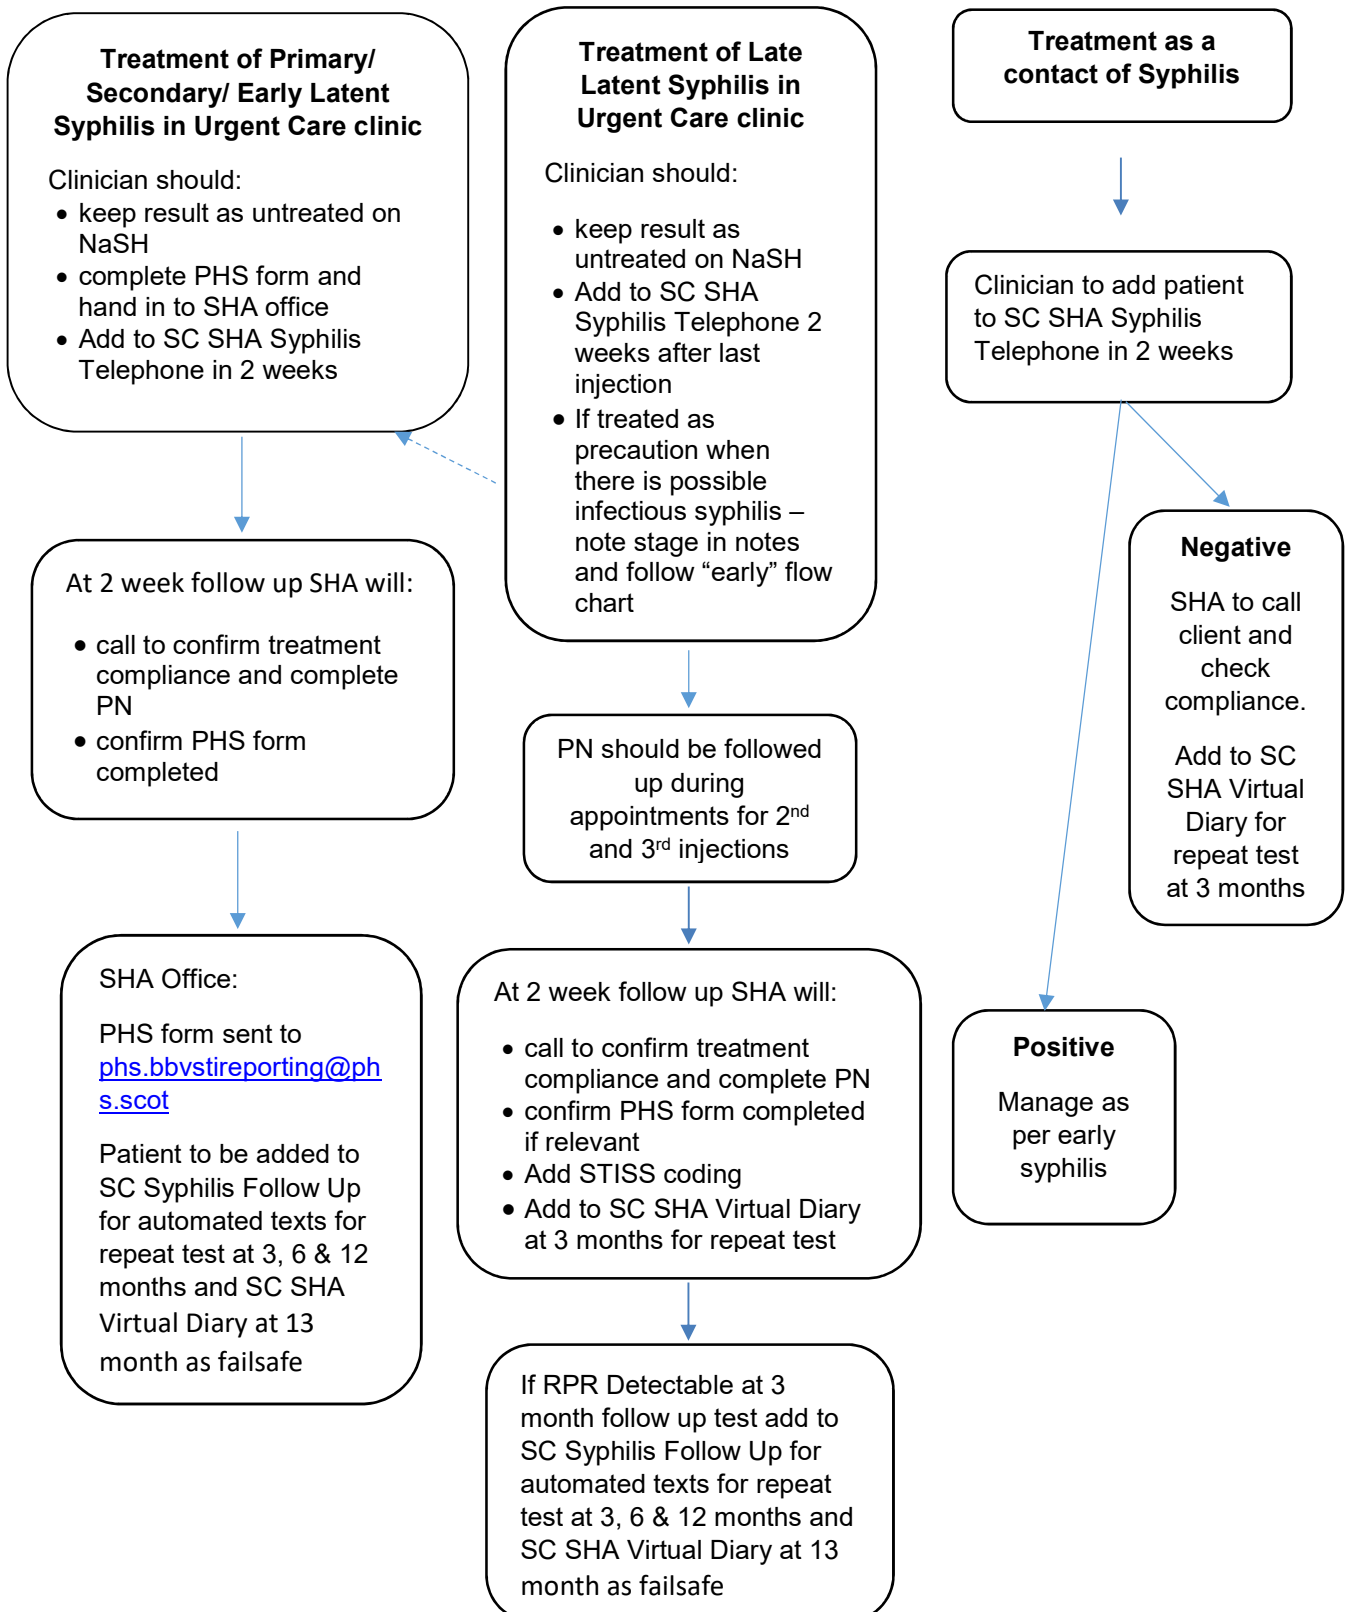 Treatment of Primary/
Secondary/ Early Latent
Syphilis in Urgent Care clinic
Clinician should:
• keep result as untreated on
NaSH
• complete PHS form and
hand in to SHA office
• Add to SC SHA Syphilis
Telephone in 2 weeks
At 2 week follow up SHA will:
• call to confirm treatment
compliance and complete
PN
• confirm PHS form
completed
SHA Office:
PHS form sent to
phs.bbvstireporting@ph
s.scot
Patient to be added to
SC Syphilis Follow Up
for automated texts for
repeat test at 3, 6 & 12
months and SC SHA
Virtual Diary at 13
month as failsafe
Treatment of Late
Latent Syphilis in
Urgent Care clinic
Clinician should:
• keep result as
untreated on NaSH
• Add to SC SHA
Syphilis Telephone 2
weeks after last
injection
• If treated as
precaution when
there is possible
infectious syphilis –
note stage in notes
and follow “early” flow
chart
PN should be followed
up during
appointments for 2nd
and 3rd injections
At 2 week follow up SHA will:
• call to confirm treatment
compliance and complete PN
• confirm PHS form completed
if relevant
• Add STISS coding
• Add to SC SHA Virtual Diary
at 3 months for repeat test
If RPR Detectable at 3
month follow up test add to
SC Syphilis Follow Up for
automated texts for repeat
test at 3, 6 & 12 months and
SC SHA Virtual Diary at 13
month as failsafe
Treatment as a
contact of Syphilis
Clinician to add patient
to SC SHA Syphilis
Telephone in 2 weeks
Negative
SHA to call
client and
check
compliance.
Add to SC
SHA Virtual
Diary for
repeat test
at 3 months
Positive
Manage as
per early
syphilis